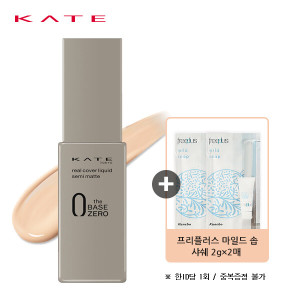 KATE
KATE
TOKYO
real cover liquid
semi matte
0 the
BASE
ZERO
freeplus
freeplus
프리플러스 마일드 솝
샤쉐 2g×2매
※ 한ID당 1회 / 중복증정 불가